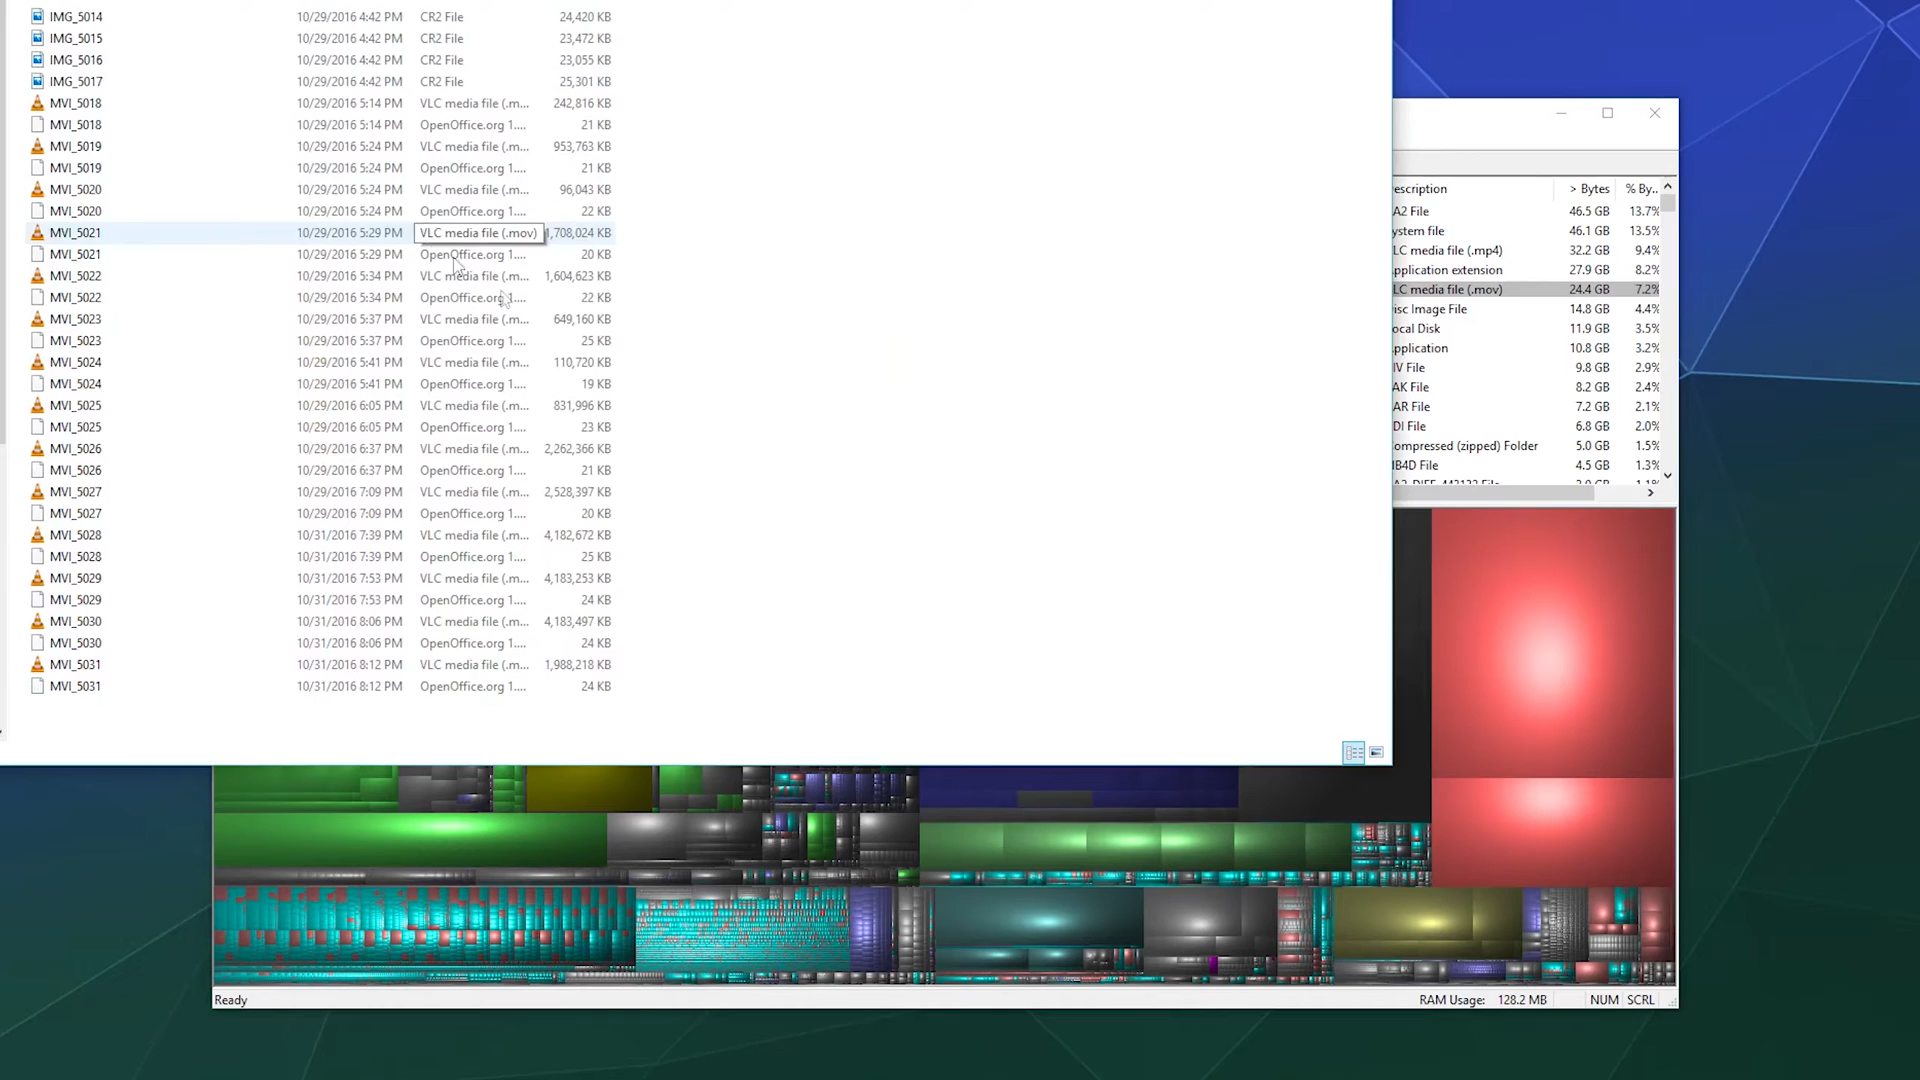 IMG_5014 10/29/2016 4:42 PM CR2 File 24,420 KB
IMG_5015 10/29/2016 4:42 PM CR2 File 23,472 KB
IMG_5016 10/29/2016 4:42 PM CR2 File 23,055 KB
IMG_5017 10/29/2016 4:42 PM CR2 File 25,301 KB
MVI_5018 10/29/2016 5:14 PM VLC media file (.m... 242,816 KB
MVI_5018 10/29/2016 5:14 PM OpenOffice.org 1.... 21 KB
MVI_5019 10/29/2016 5:24 PM VLC media file (.m... 953,763 KB
MVI_5019 10/29/2016 5:24 PM OpenOffice.org 1.... 21 KB
MVI_5020 10/29/2016 5:24 PM VLC media file (.m... 96,043 KB
MVI_5020 10/29/2016 5:24 PM OpenOffice.org 1.... 22 KB
MVI_5021 10/29/2016 5:29 PM VLC media file (.mov) 1,708,024 KB
MVI_5021 10/29/2016 5:29 PM OpenOffice.org 1.... 20 KB
MVI_5022 10/29/2016 5:34 PM VLC media file (.m... 1,604,623 KB
MVI_5022 10/29/2016 5:34 PM OpenOffice.org 1.... 22 KB
MVI_5023 10/29/2016 5:37 PM VLC media file (.m... 649,160 KB
MVI_5023 10/29/2016 5:37 PM OpenOffice.org 1.... 25 KB
MVI_5024 10/29/2016 5:41 PM VLC media file (.m... 110,720 KB
MVI_5024 10/29/2016 5:41 PM OpenOffice.org 1.... 19 KB
MVI_5025 10/29/2016 6:05 PM VLC media file (.m... 831,996 KB
MVI_5025 10/29/2016 6:05 PM OpenOffice.org 1.... 23 KB
MVI_5026 10/29/2016 6:37 PM VLC media file (.m... 2,262,366 KB
MVI_5026 10/29/2016 6:37 PM OpenOffice.org 1.... 21 KB
MVI_5027 10/29/2016 7:09 PM VLC media file (.m... 2,528,397 KB
MVI_5027 10/29/2016 7:09 PM OpenOffice.org 1.... 20 KB
MVI_5028 10/31/2016 7:39 PM VLC media file (.m... 4,182,672 KB
MVI_5028 10/31/2016 7:39 PM OpenOffice.org 1.... 25 KB
MVI_5029 10/31/2016 7:53 PM VLC media file (.m... 4,183,253 KB
MVI_5029 10/31/2016 7:53 PM OpenOffice.org 1.... 24 KB
MVI_5030 10/31/2016 8:06 PM VLC media file (.m... 4,183,497 KB
MVI_5030 10/31/2016 8:06 PM OpenOffice.org 1.... 24 KB
MVI_5031 10/31/2016 8:12 PM VLC media file (.m... 1,988,218 KB
MVI_5031 10/31/2016 8:12 PM OpenOffice.org 1.... 24 KB
escription > Bytes % By..
A2 File 46.5 GB 13.7%
ystem file 46.1 GB 13.5%
LC media file (.mp4) 32.2 GB 9.4%
pplication extension 27.9 GB 8.2%
LC media file (.mov) 24.4 GB 7.2%
isc Image File 14.8 GB 4.4%
ocal Disk 11.9 GB 3.5%
pplication 10.8 GB 3.2%
IV File 9.8 GB 2.9%
AK File 8.2 GB 2.4%
AR File 7.2 GB 2.1%
DI File 6.8 GB 2.0%
ompressed (zipped) Folder 5.0 GB 1.5%
B4D File 4.5 GB 1.3%
Ready RAM Usage: 128.2 MB NUM SCRL